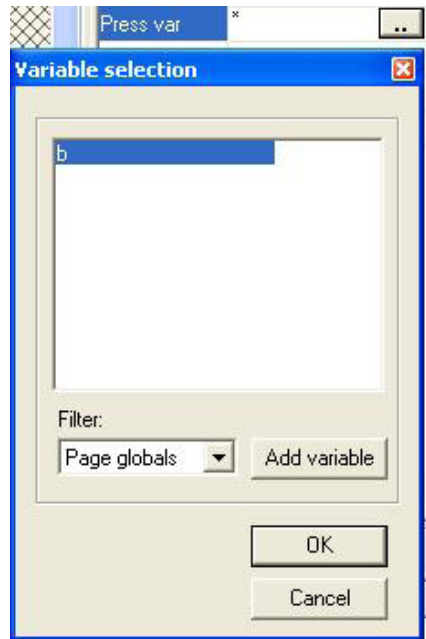 Press var * ..
Variable selection
b
Filter:
Page globals Add variable
OK
Cancel